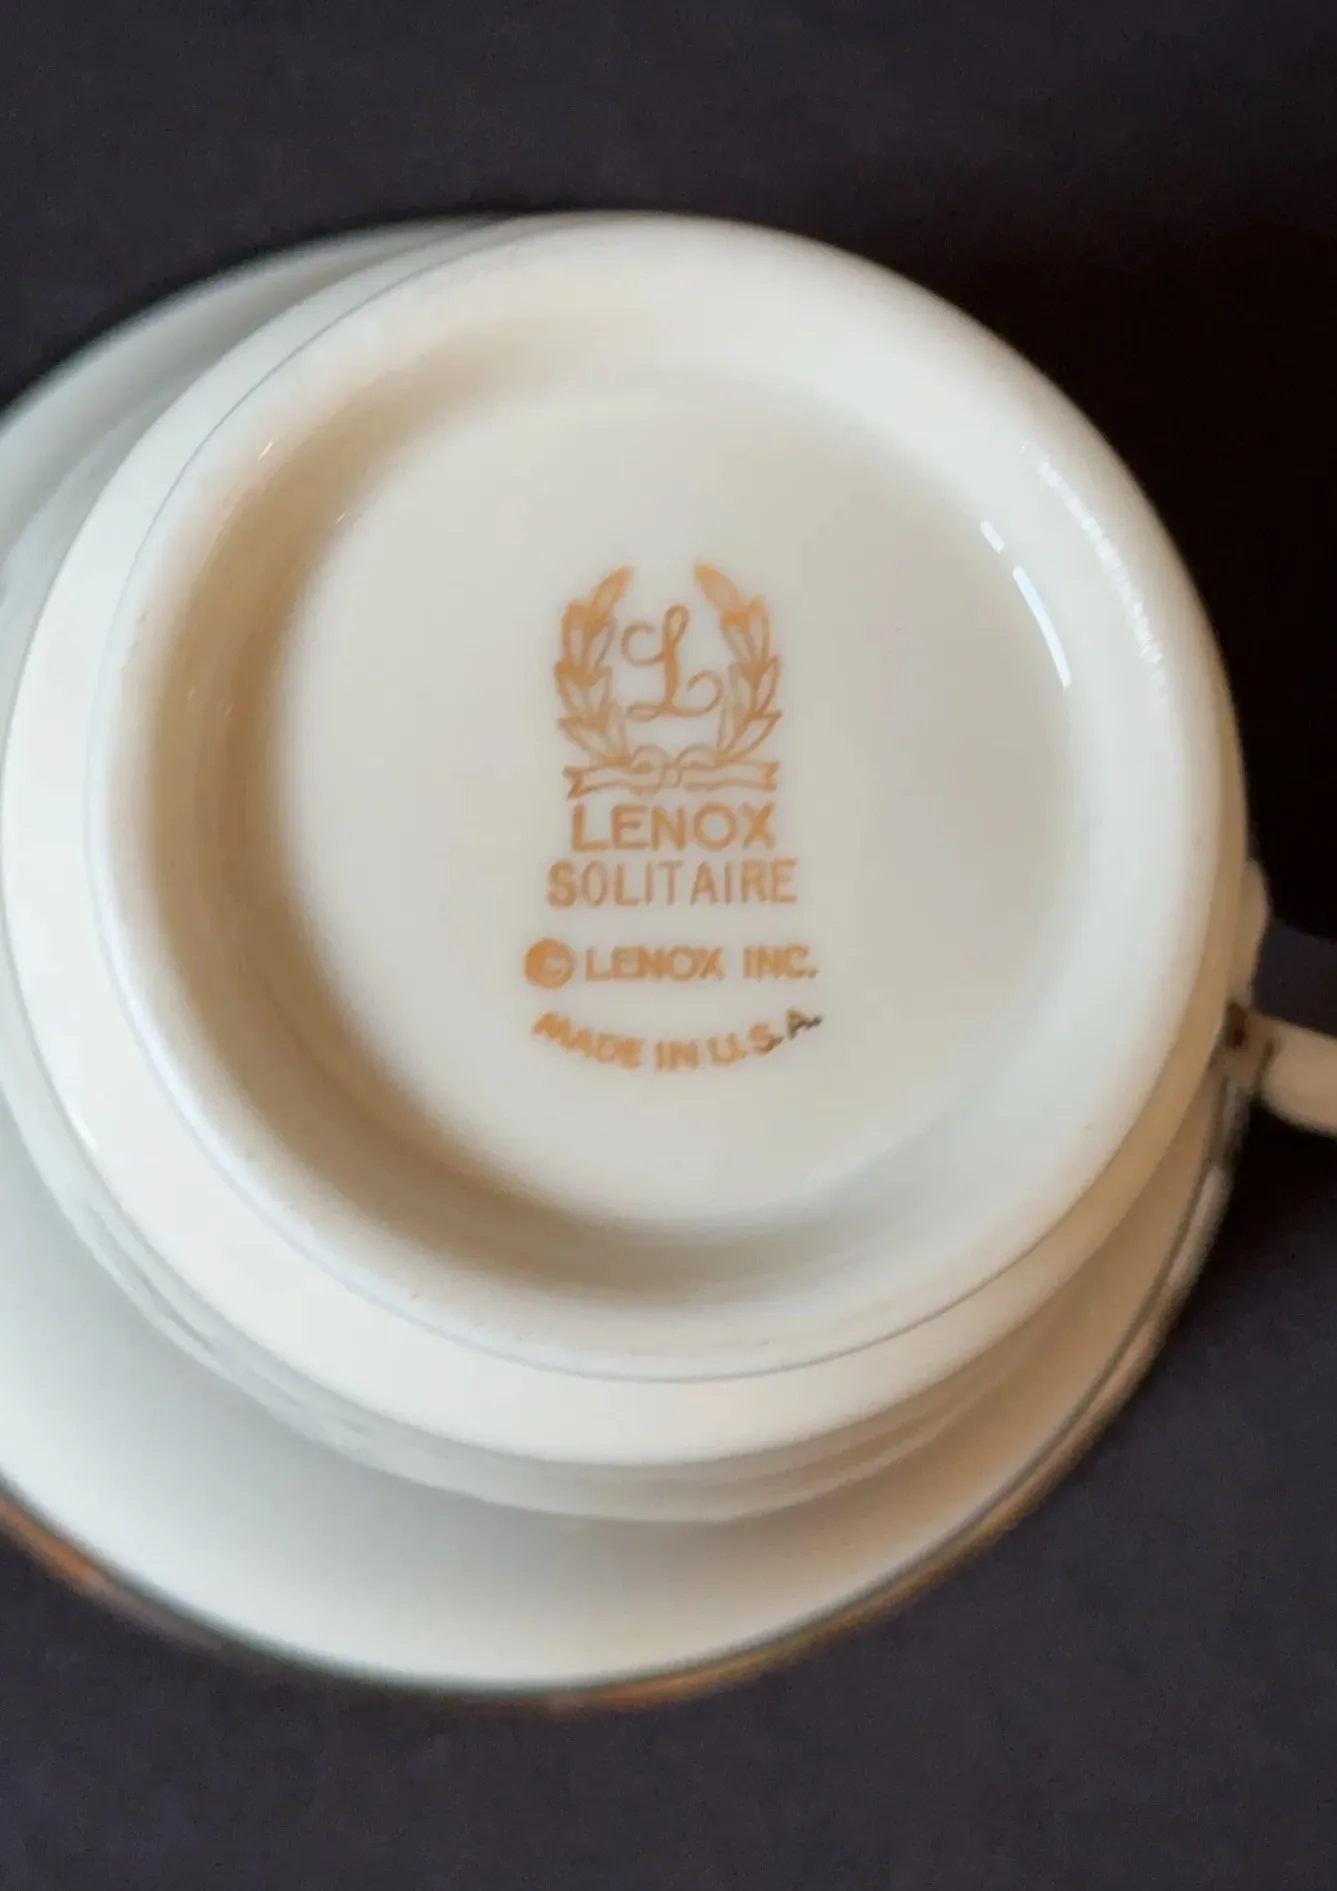 L
LENOX
SOLITAIRE
© LENOX INC.
MADE IN U.S.A.